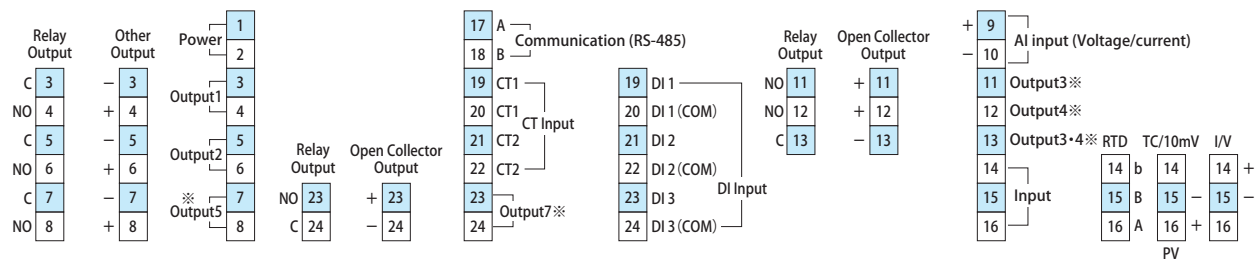 Relay Output
C 3
NO 4
C 5
NO 6
C 7
NO 8
Other Output
− 3
+ 4
− 5
+ 6
− 7
+ 8
Power
Output1
Output2
※
Output5
1
2
3
4
5
6
7
8
Relay Output
NO 23
C 24
Open Collector Output
+ 23
− 24
17 A
18 B
Communication (RS-485)
19 CT1
20 CT1
21 CT2
22 CT2
CT Input
23
24
Output7※
19 DI 1
20 DI 1(COM)
21 DI 2
22 DI 2(COM)
23 DI 3
24 DI 3(COM)
DI Input
Relay Output
NO 11
NO 12
C 13
Open Collector Output
+ 11
+ 12
− 13
+ 9
− 10
AI input (Voltage/current)
11 Output3※
12 Output4※
13 Output3・4※
14
15
16
Input
RTD
14 b
15 B
16 A
TC/10mV
14
15 −
16 +
I/V
14 +
15 −
16
PV